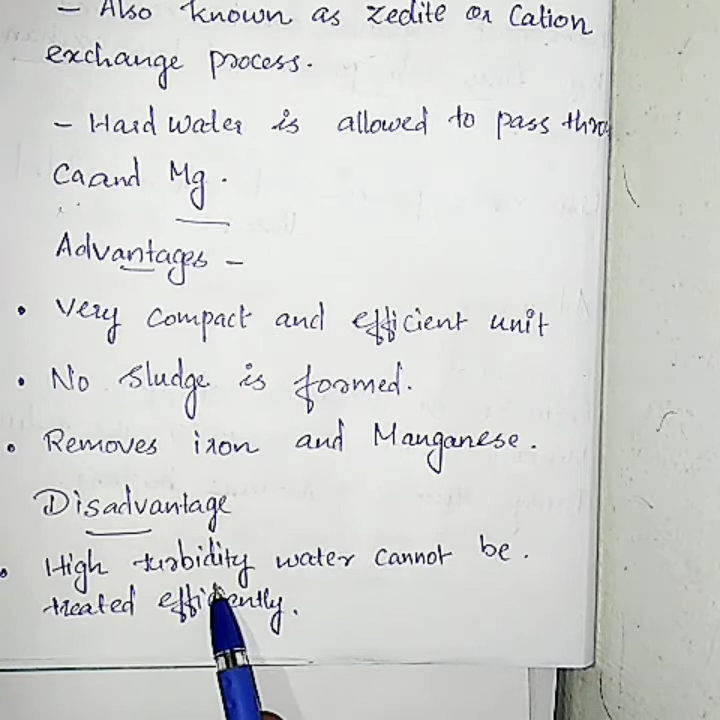 - Also known as zedite or Cation
exchange process.
- Hard water is allowed to pass thro
Ca and Mg.
Advantages -
• Very compact and efficient unit
• No sludge is formed.
• Removes iron and Manganese.
Disadvantage
• High turbidity water cannot be.
treated efficiently.